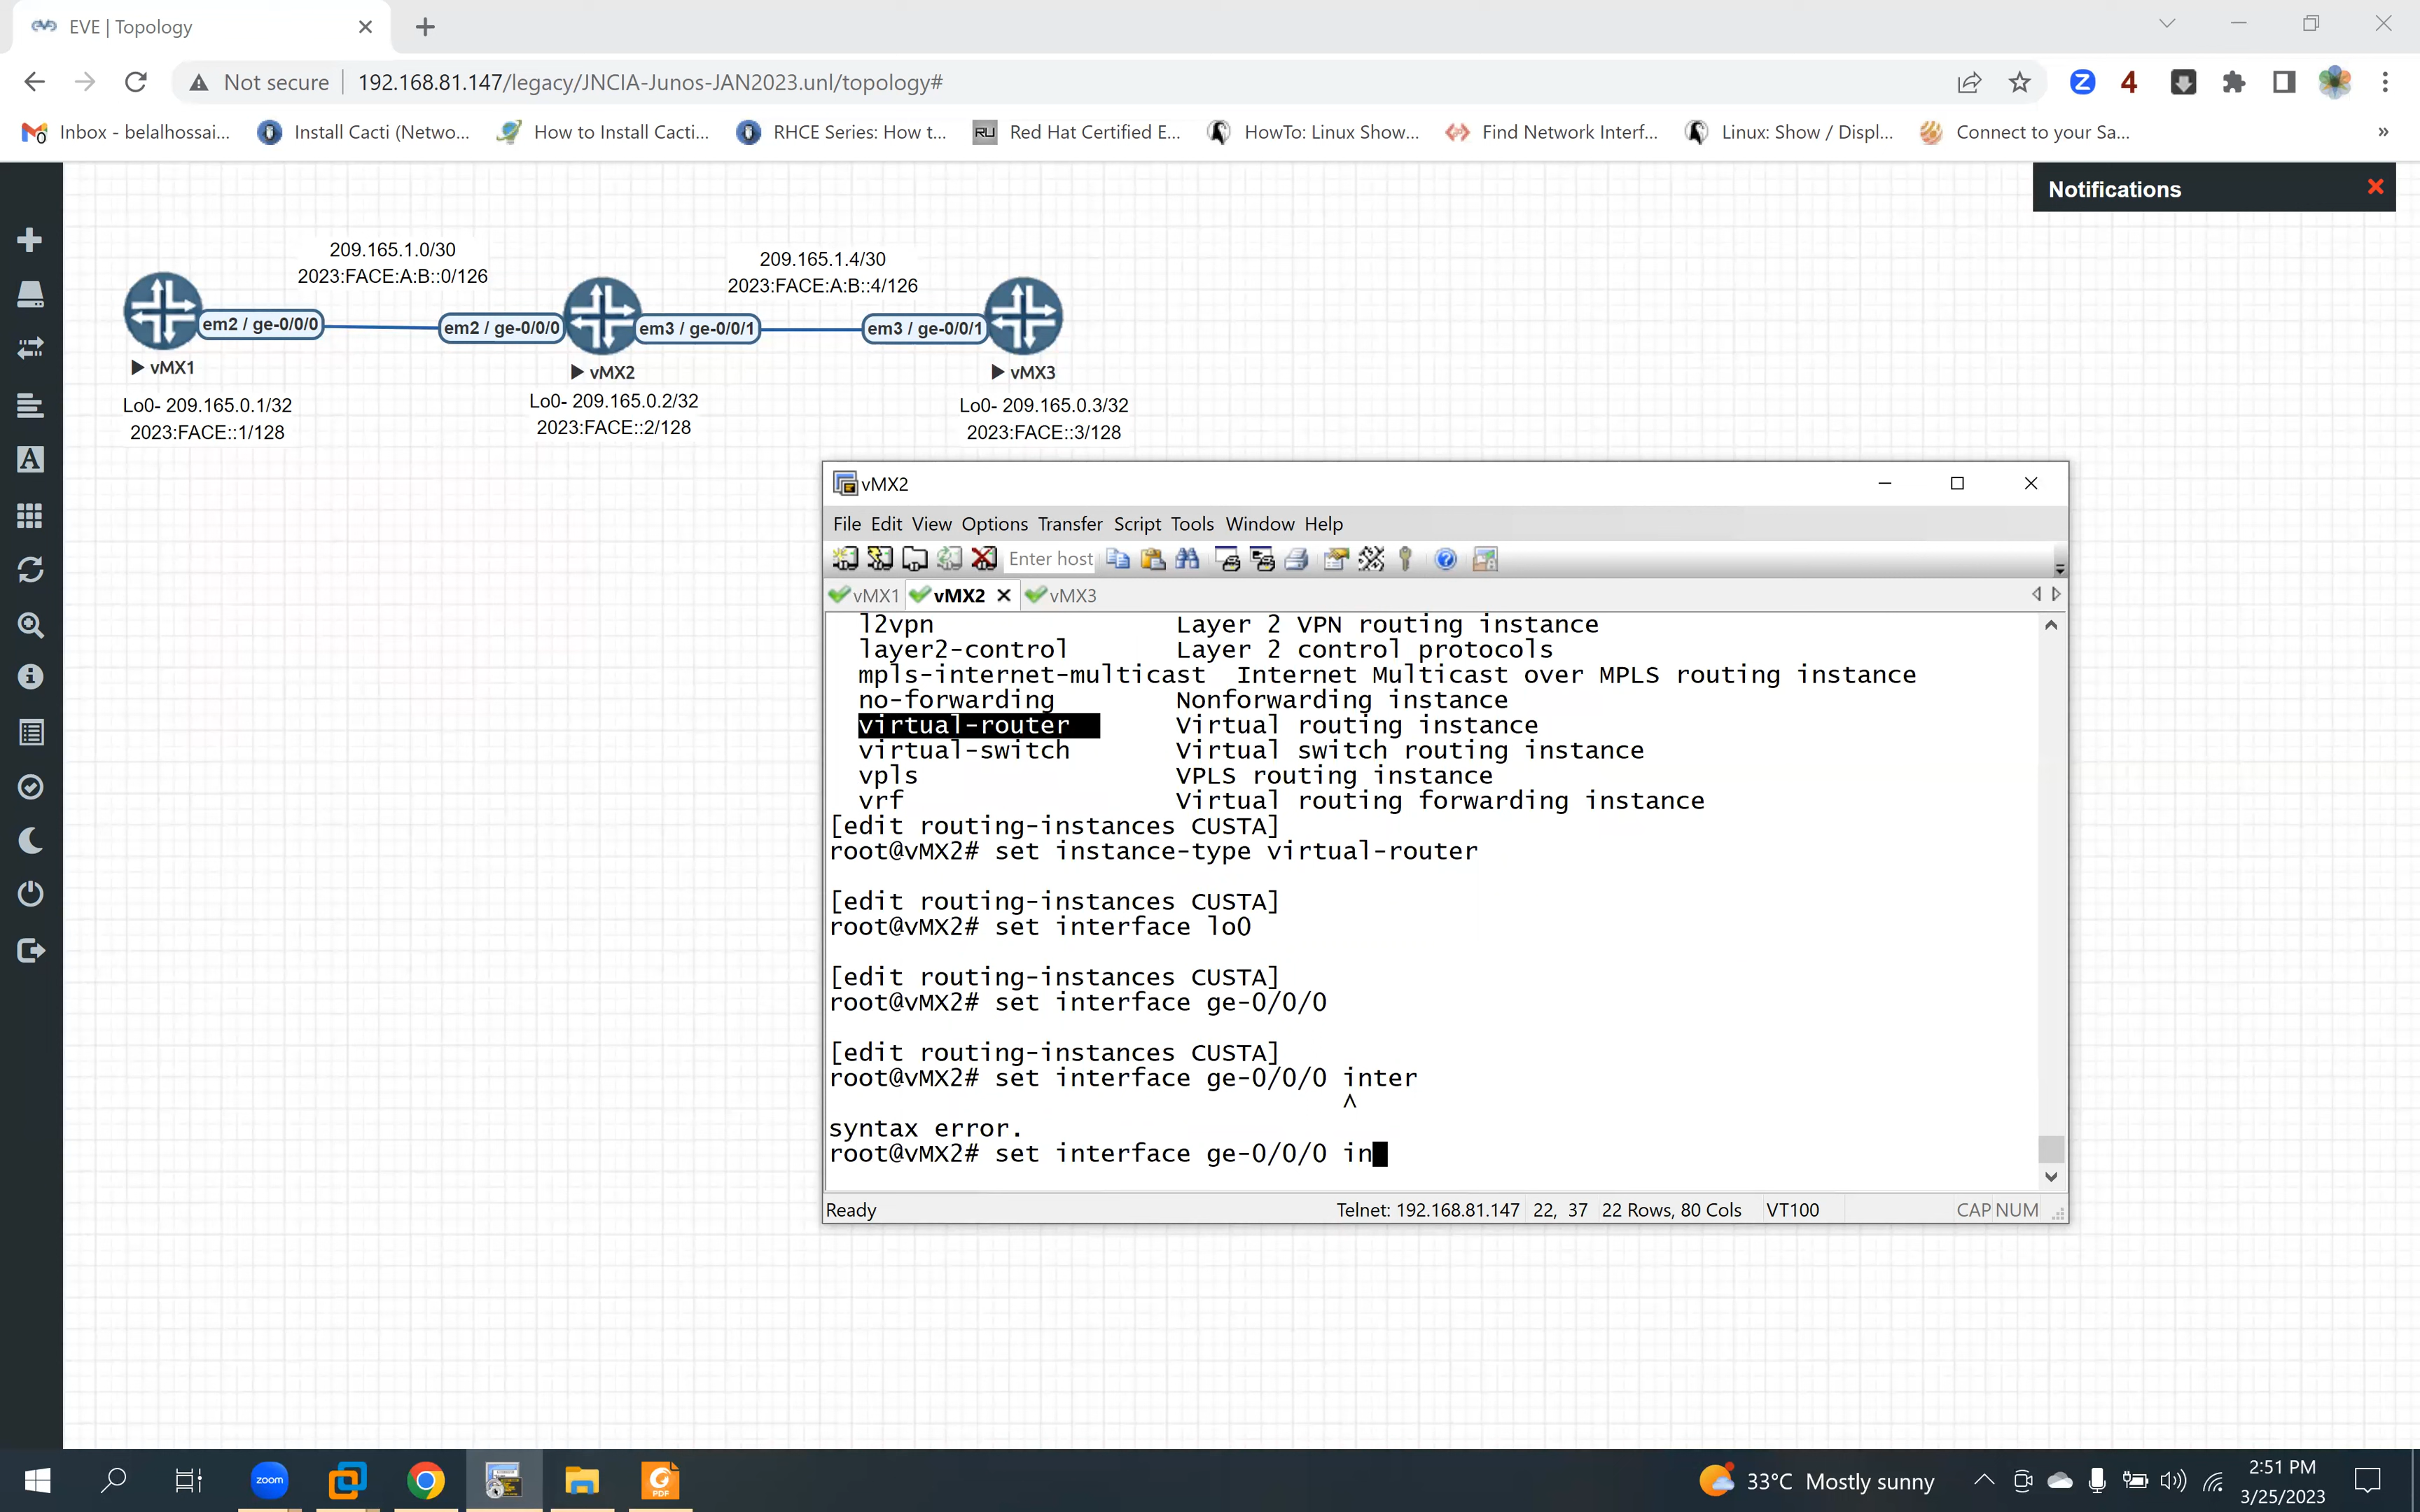 EVE | Topology
Not secure
192.168.81.147/legacy/JNCIA-Junos-JAN2023.unl/topology#
4
Inbox - belalhossai...
Install Cacti (Netwo...
How to Install Cacti...
RHCE Series: How t...
RU
Red Hat Certified E...
HowTo: Linux Show...
Find Network Interf...
Linux: Show / Displ...
Connect to your Sa...
»
Notifications
209.165.1.0/30
2023:FACE:A:B::0/126
209.165.1.4/30
2023:FACE:A:B::4/126
em2 / ge-0/0/0
em2 / ge-0/0/0
em3 / ge-0/0/1
em3 / ge-0/0/1
vMX1
vMX2
vMX3
Lo0- 209.165.0.1/32
2023:FACE::1/128
Lo0- 209.165.0.2/32
2023:FACE::2/128
Lo0- 209.165.0.3/32
2023:FACE::3/128
vMX2
File Edit View Options Transfer Script Tools Window Help
Enter host
vMX1
vMX2
vMX3
l2vpn Layer 2 VPN routing instance
layer2-control Layer 2 control protocols
mpls-internet-multicast Internet Multicast over MPLS routing instance
no-forwarding Nonforwarding instance
virtual-router Virtual routing instance
virtual-switch Virtual switch routing instance
vpls VPLS routing instance
vrf Virtual routing forwarding instance
[edit routing-instances CUSTA]
root@vMX2# set instance-type virtual-router
[edit routing-instances CUSTA]
root@vMX2# set interface lo0
[edit routing-instances CUSTA]
root@vMX2# set interface ge-0/0/0
[edit routing-instances CUSTA]
root@vMX2# set interface ge-0/0/0 inter
^
syntax error.
root@vMX2# set interface ge-0/0/0 in
Ready
Telnet: 192.168.81.147 22, 37 22 Rows, 80 Cols VT100
CAP NUM
zoom
PDF
33°C Mostly sunny
2:51 PM
3/25/2023